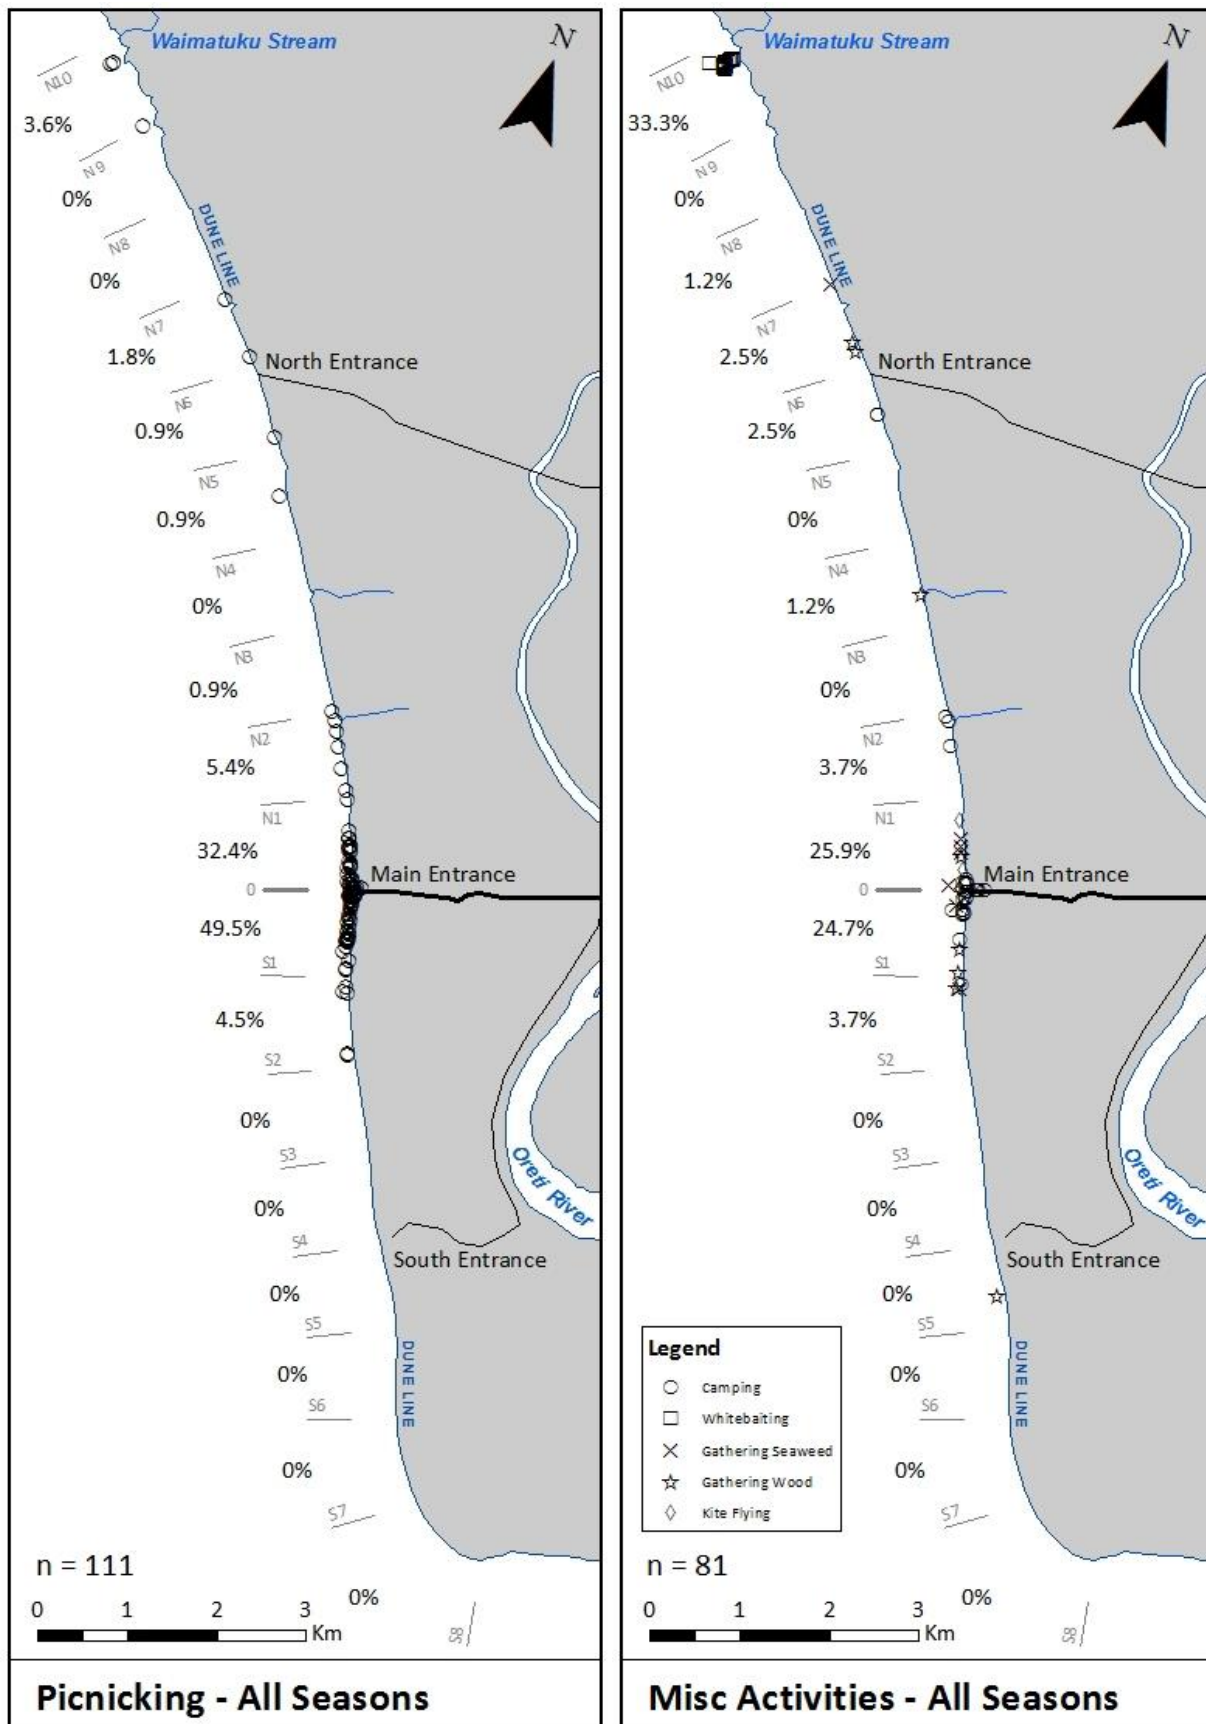 Waimatuku Stream
N
N10
3.6%
N9
0%
DUNE LINE
N8
0%
N7
1.8%
North Entrance
N6
0.9%
N5
0.9%
N4
0%
N3
0.9%
N2
5.4%
N1
32.4%
Main Entrance
0
49.5%
S1
4.5%
S2
0%
S3
Oreti River
0%
S4
South Entrance
0%
S5
DUNE LINE
0%
S6
0%
S7
n = 111
0%
0 1 2 3
Km
S8
Picnicking - All Seasons
Waimatuku Stream
N
N10
33.3%
N9
0%
DUNE LINE
N8
1.2%
N7
2.5%
North Entrance
N6
2.5%
N5
0%
N4
1.2%
N3
0%
N2
3.7%
N1
25.9%
Main Entrance
0
24.7%
S1
3.7%
S2
0%
S3
Oreti River
0%
S4
South Entrance
0%
S5
DUNE LINE
0%
S6
0%
S7
Legend
Camping
Whitebaiting
Gathering Seaweed
Gathering Wood
Kite Flying
n = 81
0%
0 1 2 3
Km
S8
Misc Activities - All Seasons